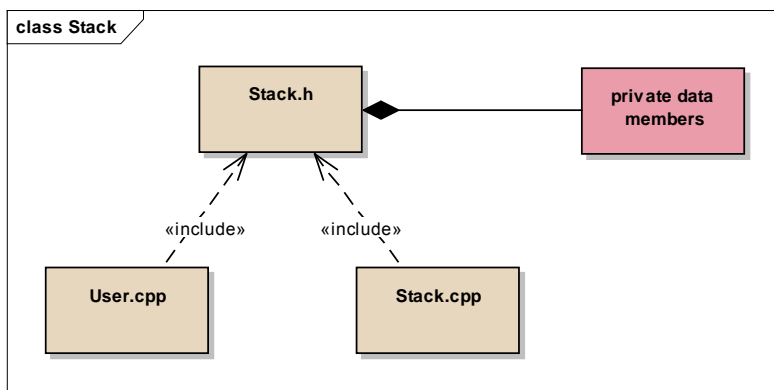 class Stack
Stack.h
private data
members
«include»
«include»
User.cpp
Stack.cpp